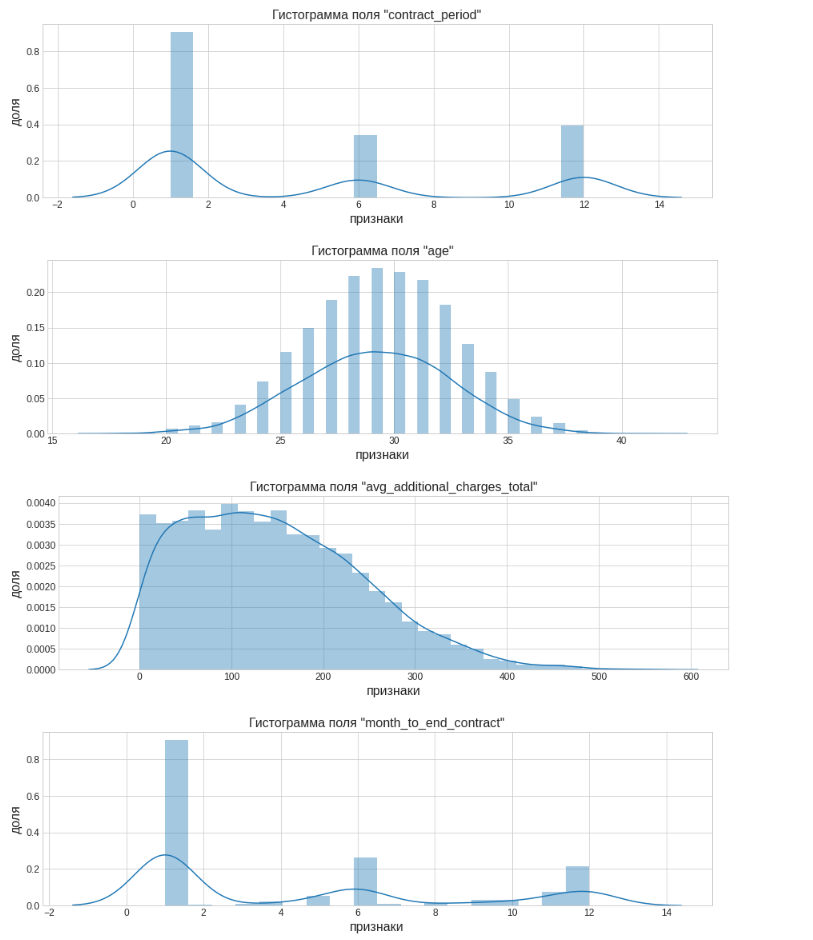 Гистограмма поля "contract_period"
0.8
0.6
0.4
0.2
0.0
доля
−2 0 2 4 6 8 10 12 14
признаки
Гистограмма поля "age"
0.20
0.15
0.10
0.05
0.00
доля
15 20 25 30 35 40
признаки
Гистограмма поля "avg_additional_charges_total"
0.0040
0.0035
0.0030
0.0025
0.0020
0.0015
0.0010
0.0005
0.0000
доля
0 100 200 300 400 500 600
признаки
Гистограмма поля "month_to_end_contract"
0.8
0.6
0.4
0.2
0.0
доля
−2 0 2 4 6 8 10 12 14
признаки